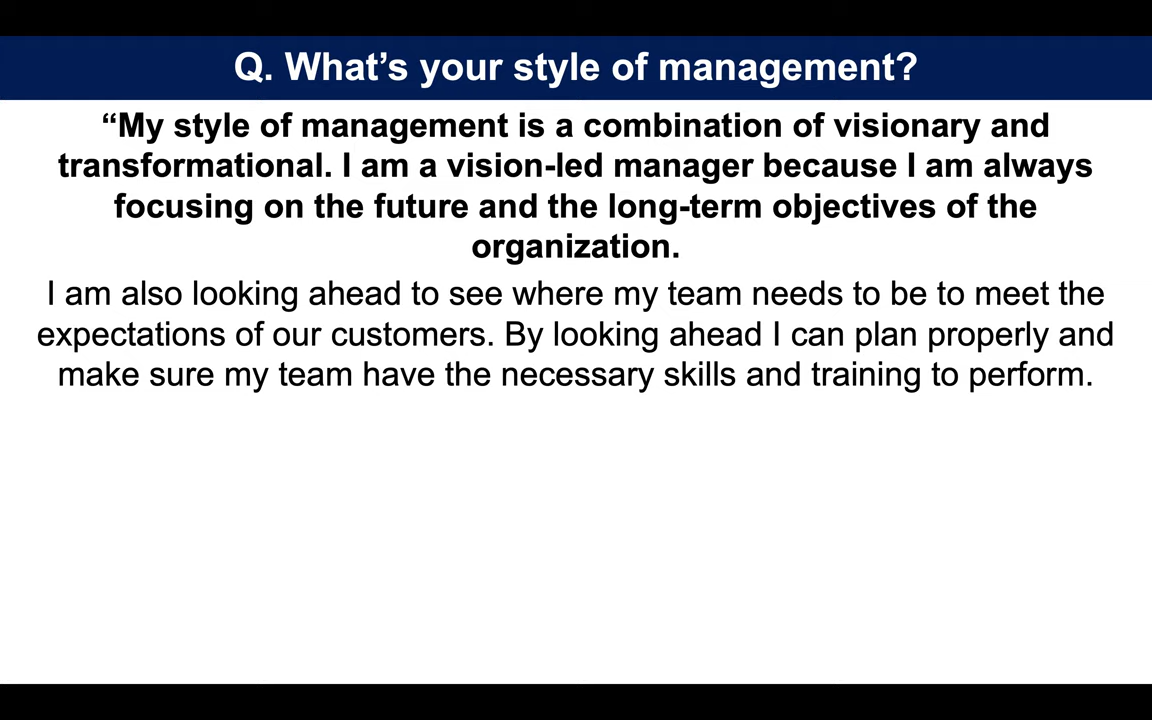 Q. What’s your style of management?
“My style of management is a combination of visionary and
transformational. I am a vision-led manager because I am always
focusing on the future and the long-term objectives of the
organization.
I am also looking ahead to see where my team needs to be to meet the
expectations of our customers. By looking ahead I can plan properly and
make sure my team have the necessary skills and training to perform.